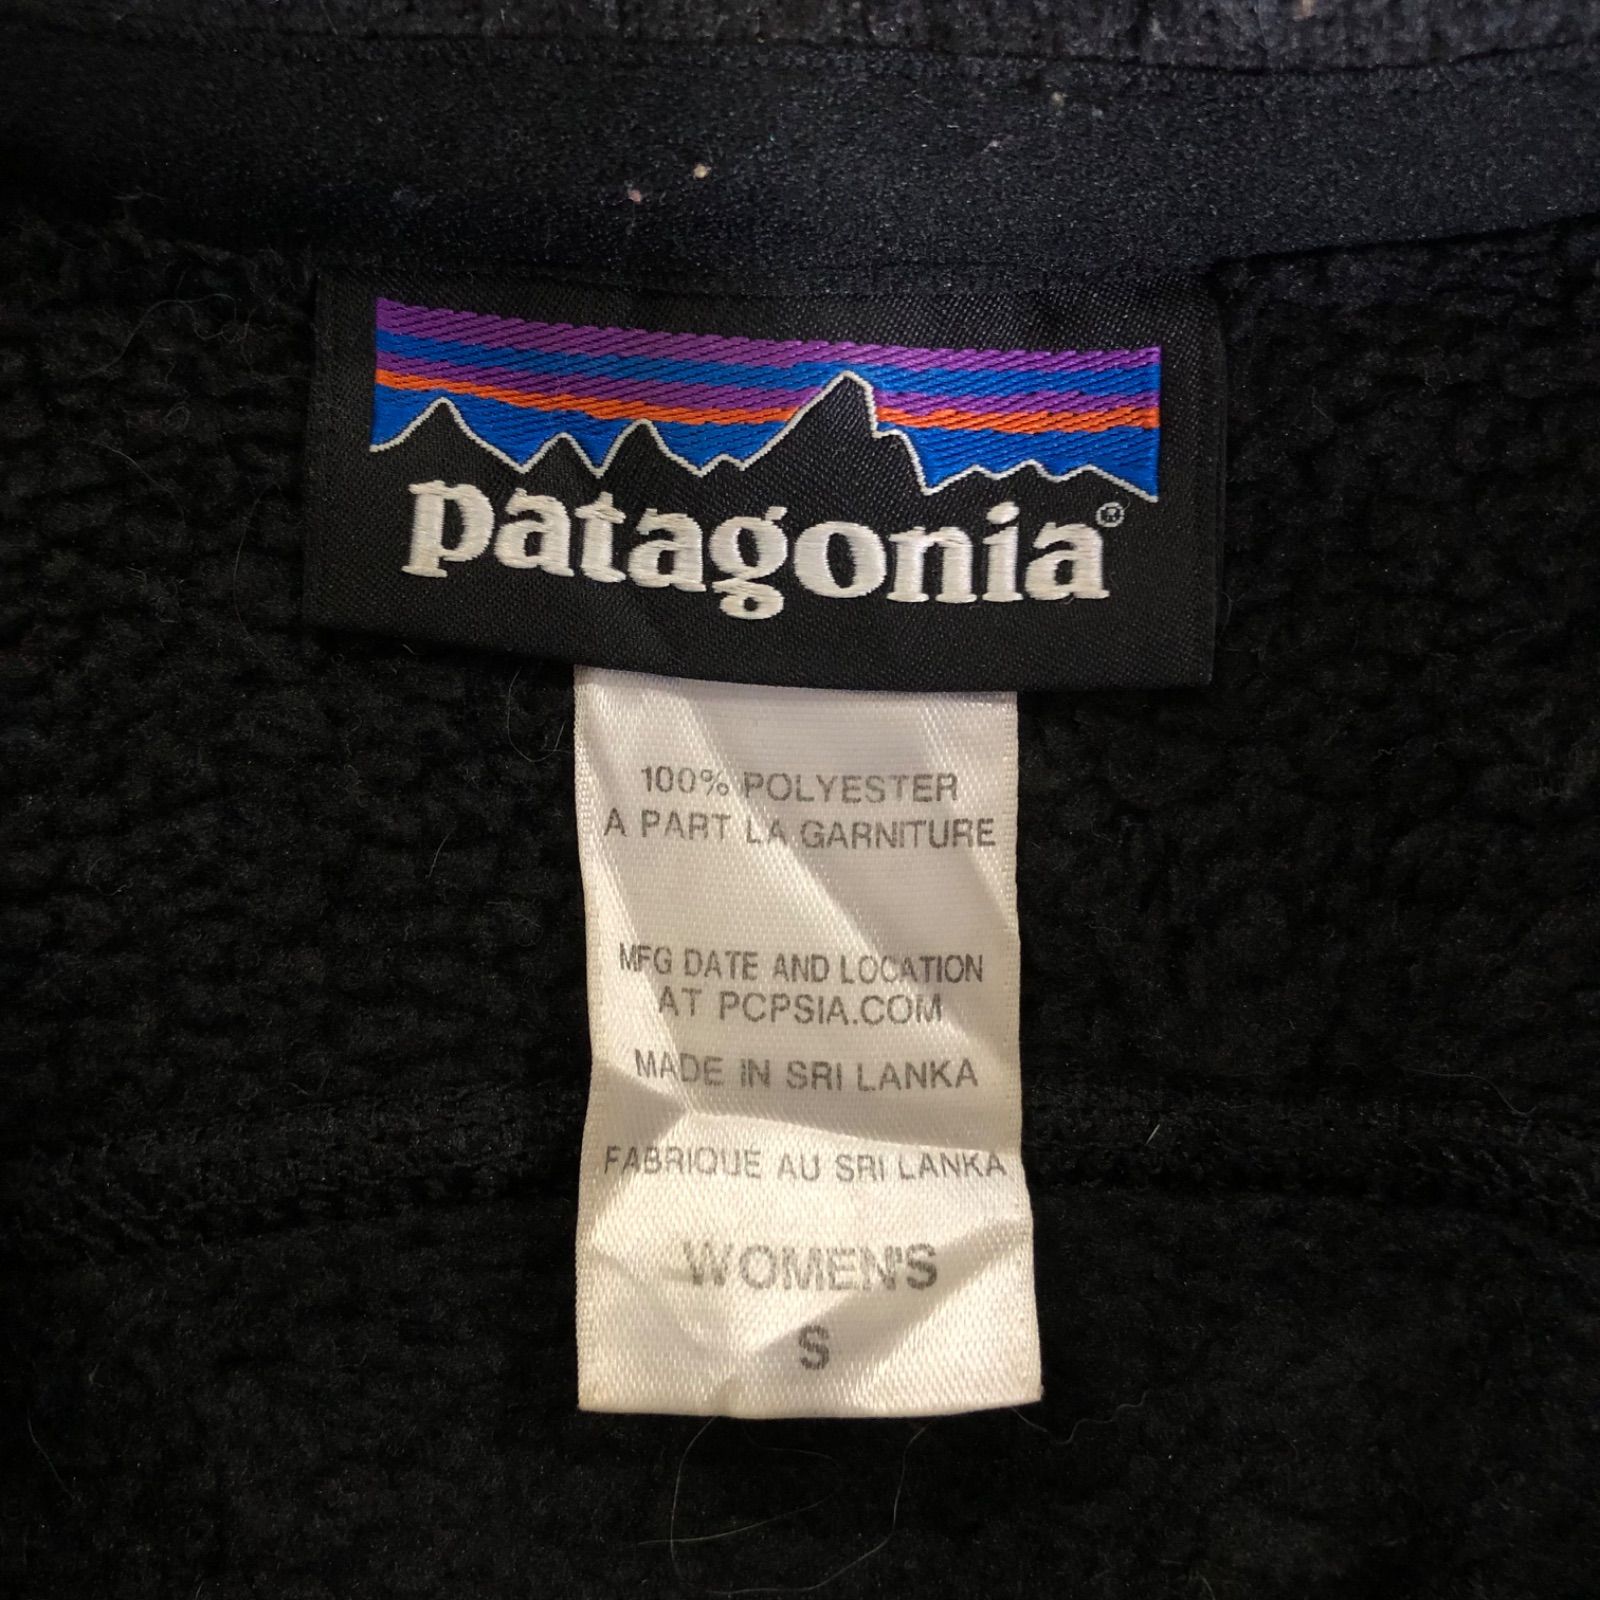 patagonia®
100% POLYESTER
A PART LA GARNITURE
MFG DATE AND LOCATION
AT PCPSIA.COM
MADE IN SRI LANKA
FABRIQUÉ AU SRI LANKA
WOMEN'S
S